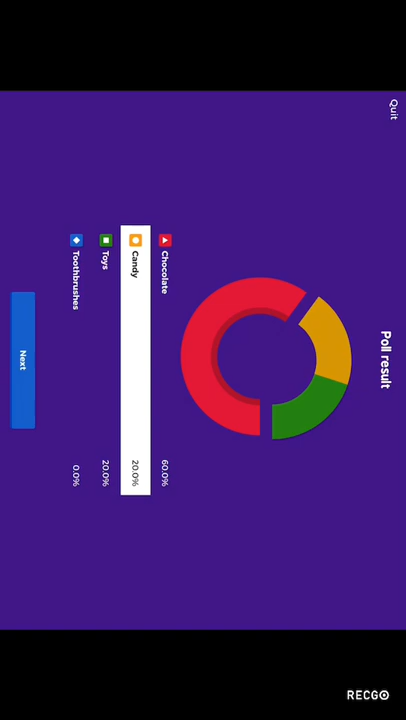 Quit
Poll result
Chocolate 60.0%
Candy 20.0%
Toys 20.0%
Toothbrushes 0.0%
Next
RECGO